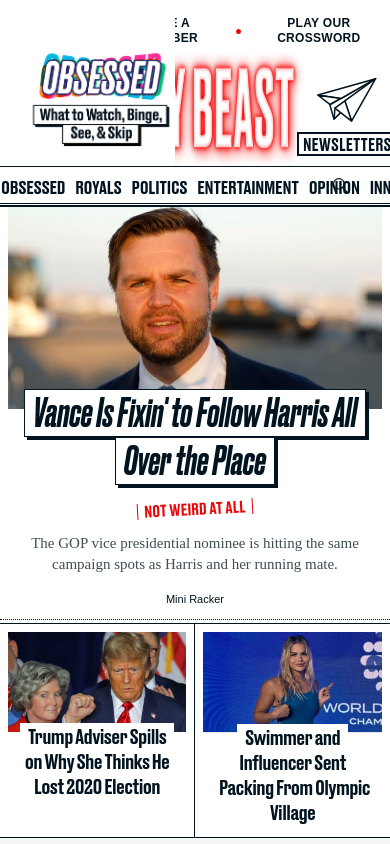 E A
BER
PLAY OUR
CROSSWORD
OBSESSED
What to Watch, Binge,
See, & Skip
Y BEAST
NEWSLETTERS
OBSESSED ROYALS POLITICS ENTERTAINMENT OPINION INN
Vance Is Fixin' to Follow Harris All
Over the Place
NOT WEIRD AT ALL
The GOP vice presidential nominee is hitting the same
campaign spots as Harris and her running mate.
Mini Racker
WORLD
CHAM
Trump Adviser Spills
on Why She Thinks He
Lost 2020 Election
Swimmer and
Influencer Sent
Packing From Olympic
Village